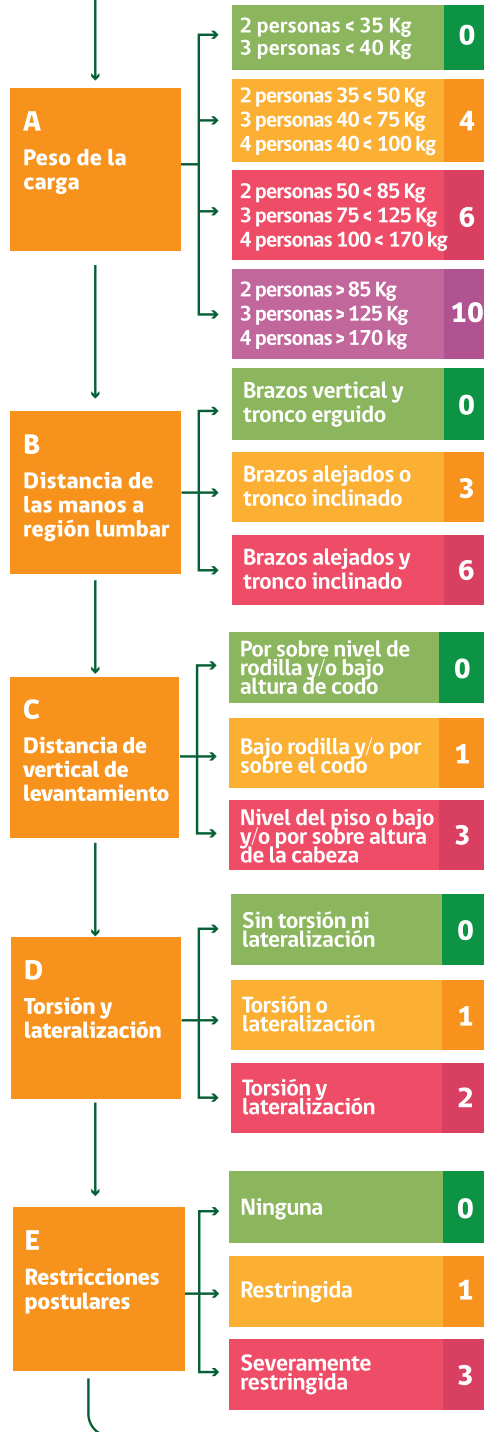 A
Peso de la
carga
2 personas < 35 Kg
3 personas < 40 Kg
0
2 personas 35 < 50 Kg
3 personas 40 < 75 Kg
4 personas 40 < 100 kg
4
2 personas 50 < 85 Kg
3 personas 75 < 125 Kg
4 personas 100 < 170 kg
6
2 personas > 85 Kg
3 personas > 125 Kg
4 personas > 170 kg
10
B
Distancia de
las manos a
región lumbar
Brazos vertical y
tronco erguido
0
Brazos alejados o
tronco inclinado
3
Brazos alejados y
tronco inclinado
6
C
Distancia de
vertical de
levantamiento
Por sobre nivel de
rodilla y/o bajo
altura de codo
0
Bajo rodilla y/o por
sobre el codo
1
Nivel del piso o bajo
y/o por sobre altura
de la cabeza
3
D
Torsión y
lateralización
Sin torsión ni
lateralización
0
Torsión o
lateralización
1
Torsión y
lateralización
2
E
Restricciones
postulares
Ninguna
0
Restringida
1
Severamente
restringida
3